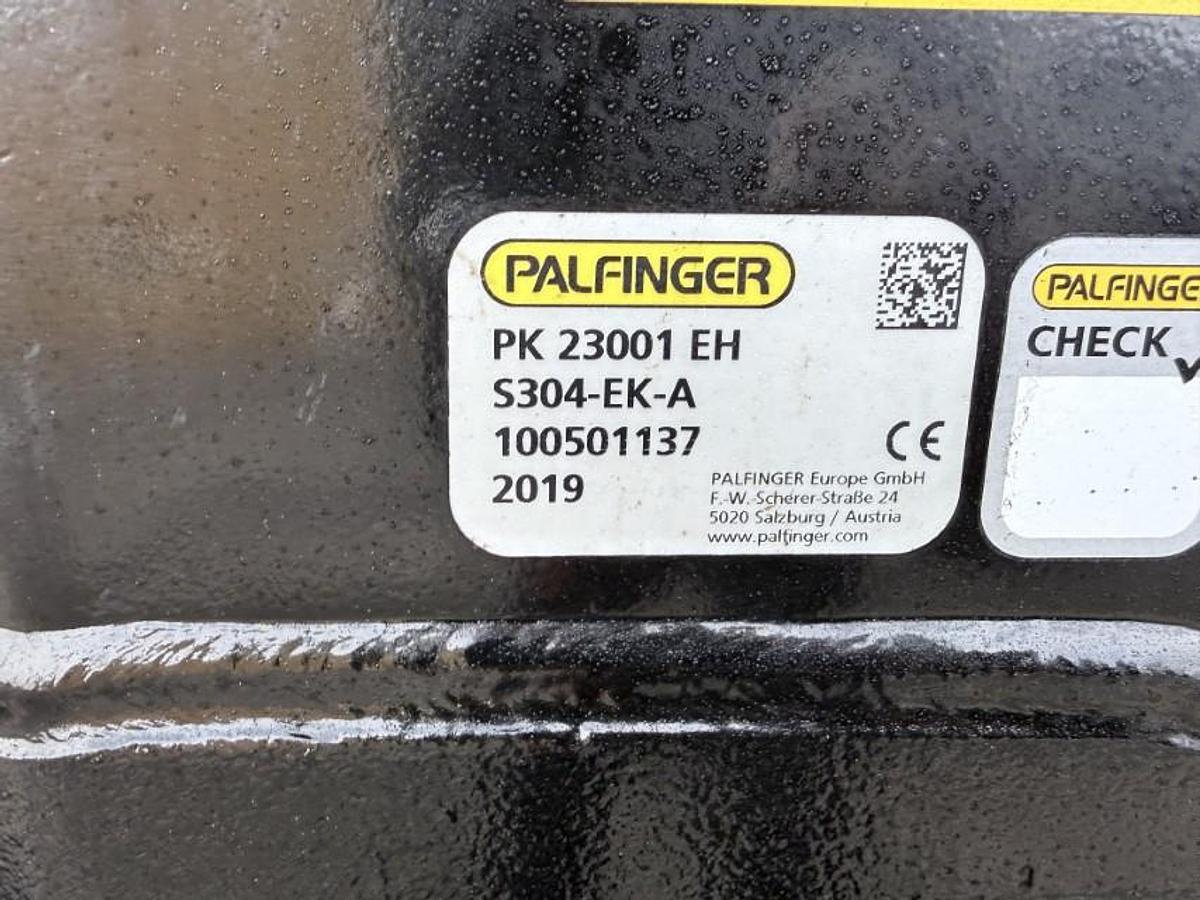 PALFINGER
PK 23001 EH
S304-EK-A
100501137
2019
CE
PALFINGER Europe GmbH
F.-W.-Scherer-Straße 24
5020 Salzburg / Austria
www.palfinger.com
PALFINGE
CHECK